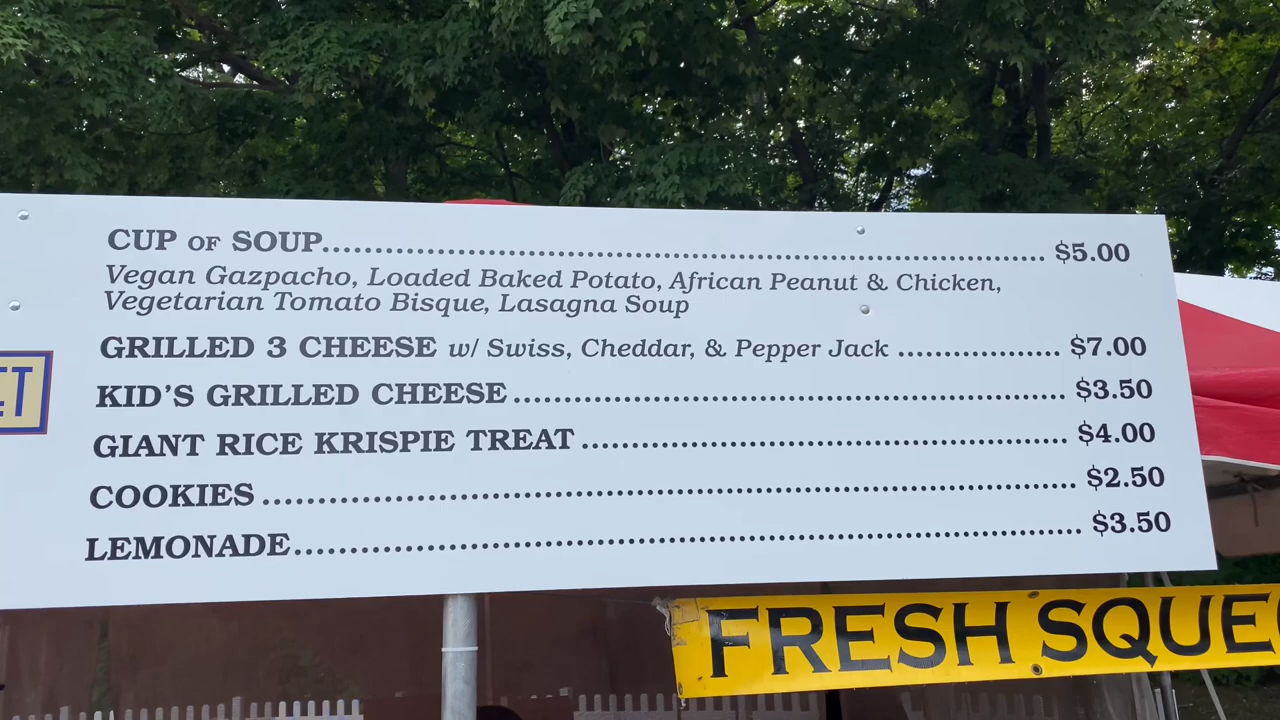 CUP OF SOUP........................................................................ $5.00
Vegan Gazpacho, Loaded Baked Potato, African Peanut & Chicken,
Vegetarian Tomato Bisque, Lasagna Soup
GRILLED 3 CHEESE w/ Swiss, Cheddar, & Pepper Jack ................ $7.00
KID'S GRILLED CHEESE ....................................................... $3.50
GIANT RICE KRISPIE TREAT ................................................ $4.00
COOKIES ................................................................................ $2.50
LEMONADE.............................................................................. $3.50
FRESH